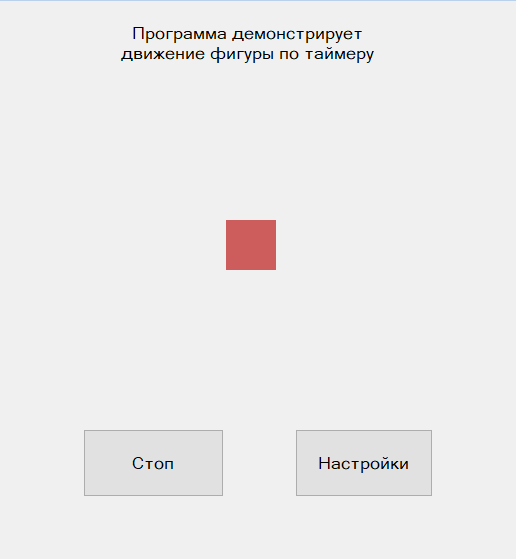 Программа демонстрирует
движение фигуры по таймеру
Стоп
Настройки